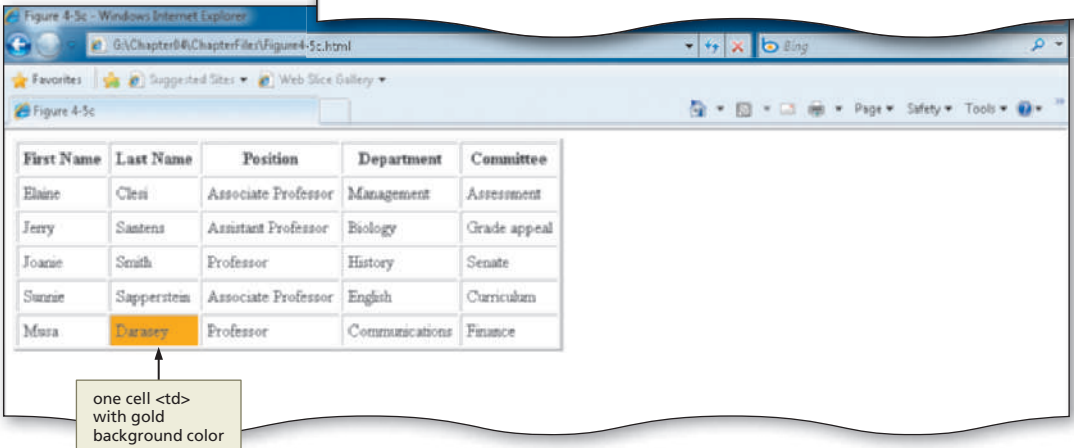 Figure 4-5c - Windows Internet Explorer
G:\Chapter04\ChapterFiles\Figure4-5c.html
Bing
Favorites Suggested Sites Web Slice Gallery
Figure 4-5c Page Safety Tools
First Name Last Name Position Department Committee
Elaine Clesi Associate Professor Management Assessment
Jerry Santens Assistant Professor Biology Grade appeal
Joanie Smith Professor History Senate
Sunnie Sapperstein Associate Professor English Curriculum
Musa Darasey Professor Communications Finance
one cell <td>
with gold
background color